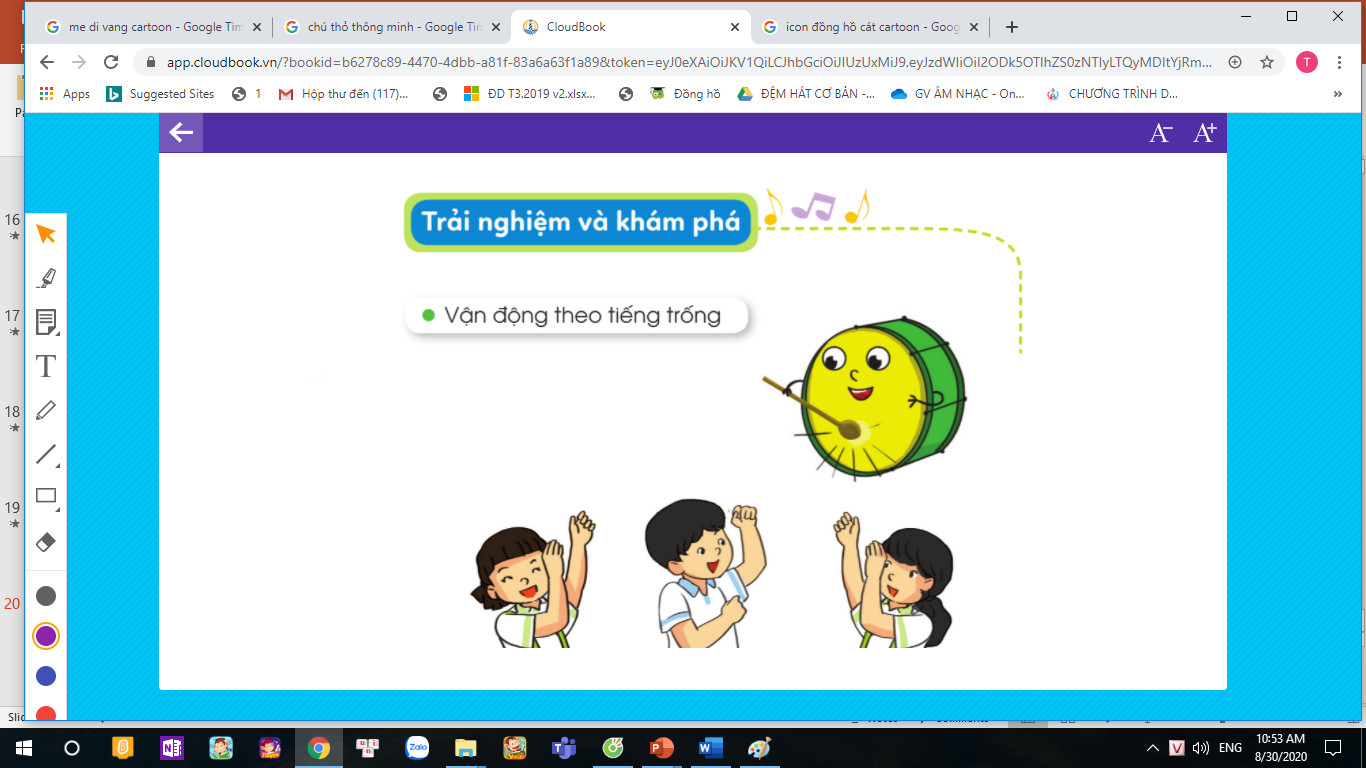 me di vang cartoon - Google Tìm
chú thỏ thông minh - Google Tìm
CloudBook
icon đồng hồ cát cartoon - Goog
app.cloudbook.vn/?bookid=b6278c89-4470-4dbb-a81f-83a6a63f1a89&token=
Apps
Suggested Sites
1
Hộp thư đến (117)...
ĐD T3.2019 v2.xlsx...
Đồng hồ
ĐỆM HÁT CƠ BẢN -...
GV ÂM NHẠC - On...
CHƯƠNG TRÌNH D...
T
A-
A+
Trải nghiệm và khám phá
Vận động theo tiếng trống
16
17
18
19
20
T
Zalo
ENG
10:53 AM
8/30/2020